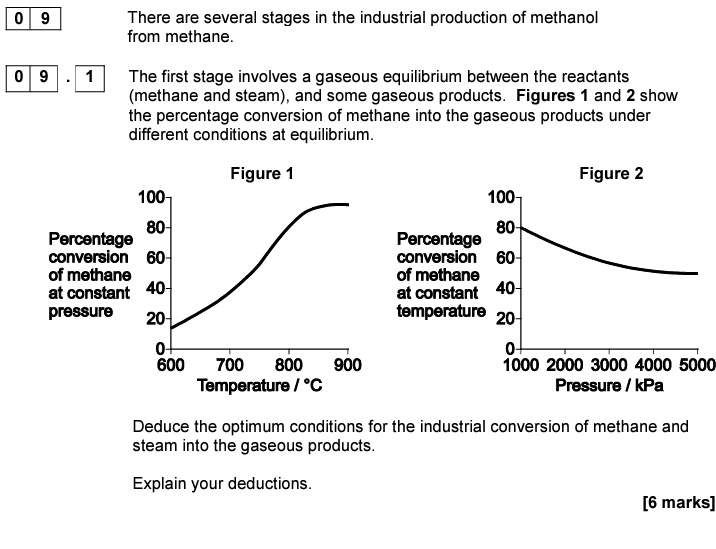 0 9 There are several stages in the industrial production of methanol
from methane.
0 9 . 1 The first stage involves a gaseous equilibrium between the reactants
(methane and steam), and some gaseous products. Figures 1 and 2 show
the percentage conversion of methane into the gaseous products under
different conditions at equilibrium.
Figure 1
100
80
60
40
20
0
Percentage
conversion
of methane
at constant
pressure
600 700 800 900
Temperature / °C
Figure 2
100
80
60
40
20
0
Percentage
conversion
of methane
at constant
temperature
1000 2000 3000 4000 5000
Pressure / kPa
Deduce the optimum conditions for the industrial conversion of methane and
steam into the gaseous products.
Explain your deductions.
[6 marks]